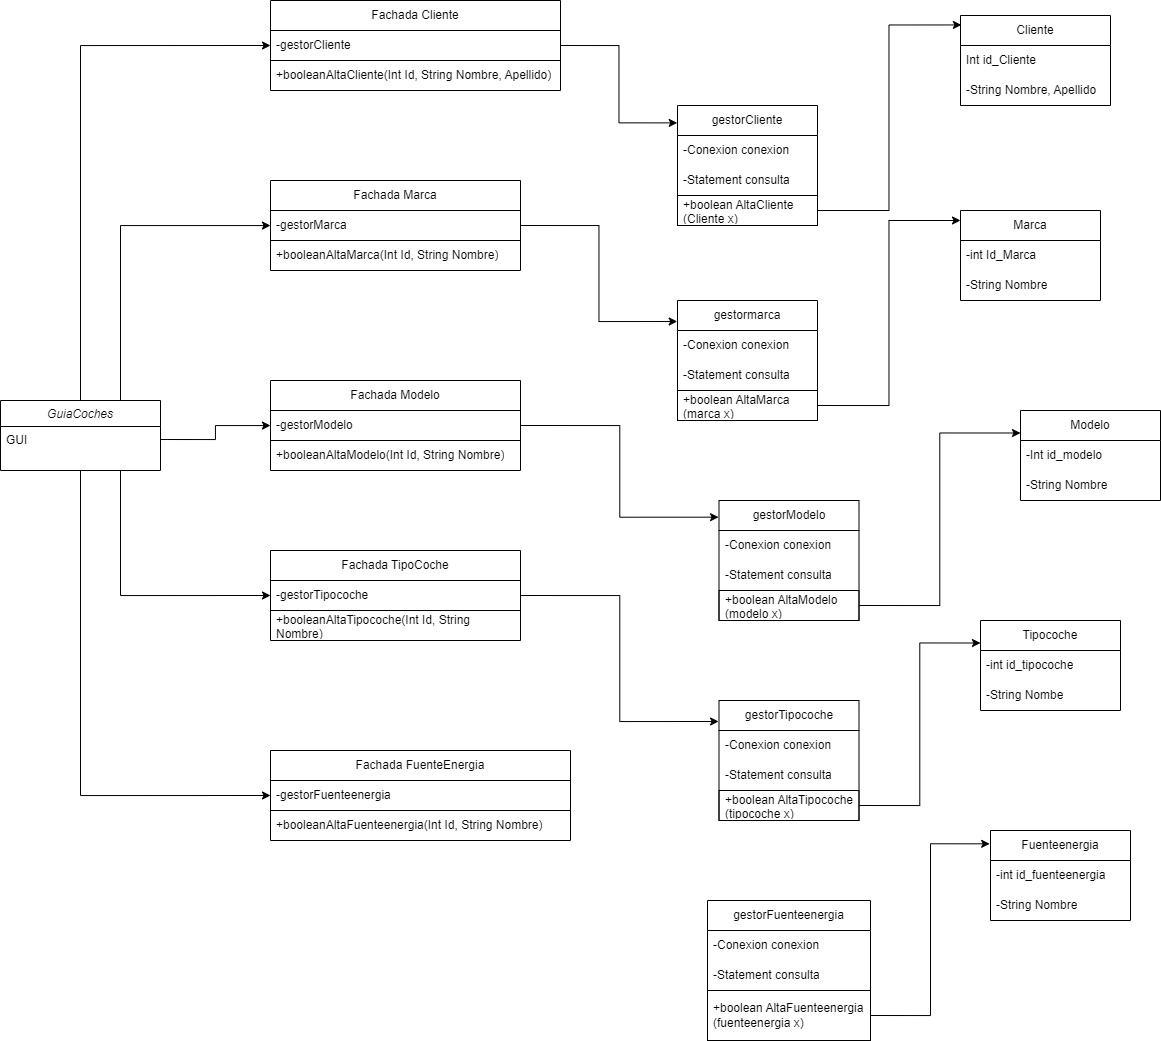 Fachada Cliente
-gestorCliente
+booleanAltaCliente(Int Id, String Nombre, Apellido)
Cliente
Int id_Cliente
-String Nombre, Apellido
gestorCliente
-Conexion conexion
-Statement consulta
+boolean AltaCliente
(Cliente x)
Fachada Marca
-gestorMarca
+booleanAltaMarca(Int Id, String Nombre)
Marca
-int Id_Marca
-String Nombre
gestormarca
-Conexion conexion
-Statement consulta
+boolean AltaMarca
(marca x)
GuiaCoches
GUI
Fachada Modelo
-gestorModelo
+booleanAltaModelo(Int Id, String Nombre)
Modelo
-Int id_modelo
-String Nombre
gestorModelo
-Conexion conexion
-Statement consulta
+boolean AltaModelo
(modelo x)
Fachada TipoCoche
-gestorTipocoche
+booleanAltaTipocoche(Int Id, String
Nombre)
Tipocoche
-int id_tipocoche
-String Nombe
gestorTipocoche
-Conexion conexion
-Statement consulta
+boolean AltaTipocoche
(tipocoche x)
Fachada FuenteEnergia
-gestorFuenteenergia
+booleanAltaFuenteenergia(Int Id, String Nombre)
Fuenteenergia
-int id_fuenteenergia
-String Nombre
gestorFuenteenergia
-Conexion conexion
-Statement consulta
+boolean AltaFuenteenergia
(fuenteenergia x)